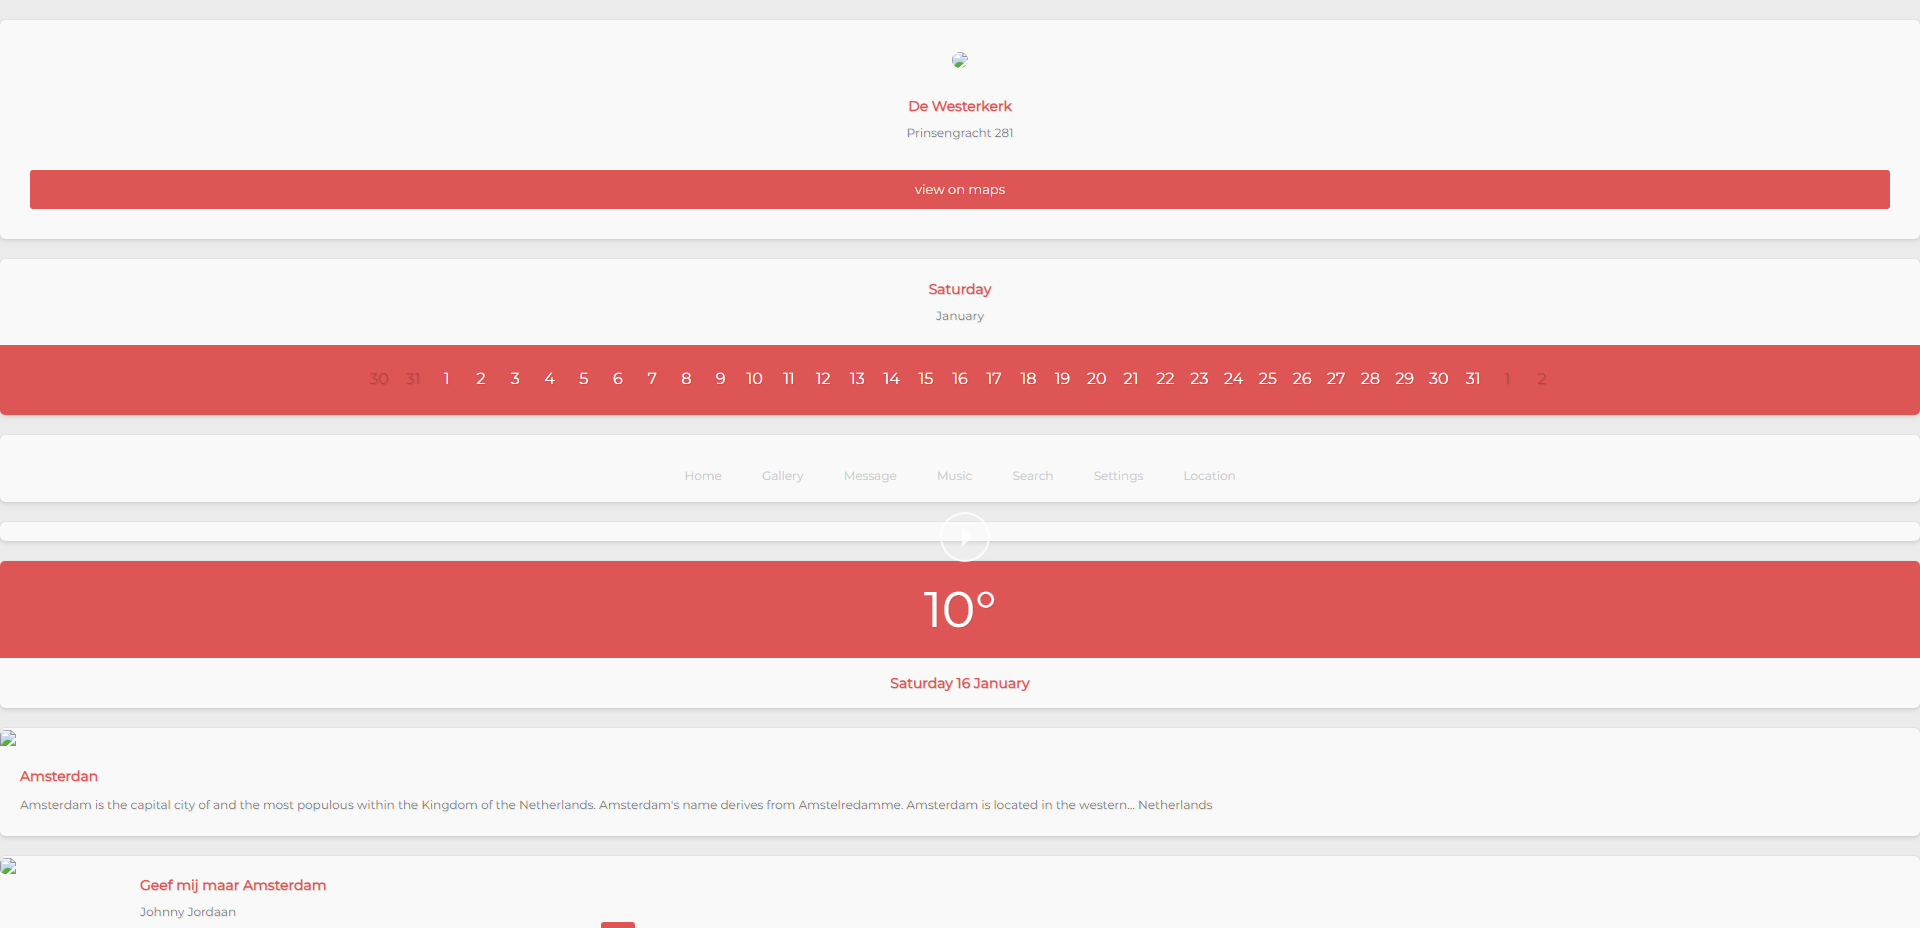 De Westerkerk
Prinsengracht 281
view on maps
Saturday
January
30 31 1 2 3 4 5 6 7 8 9 10 11 12 13 14 15 16 17 18 19 20 21 22 23 24 25 26 27 28 29 30 31 1 2
Home Gallery Message Music Search Settings Location
10°
Saturday 16 January
Amsterdan
Amsterdam is the capital city of and the most populous within the Kingdom of the Netherlands. Amsterdam's name derives from Amstelredamme. Amsterdam is located in the western... Netherlands
Geef mij maar Amsterdam
Johnny Jordaan